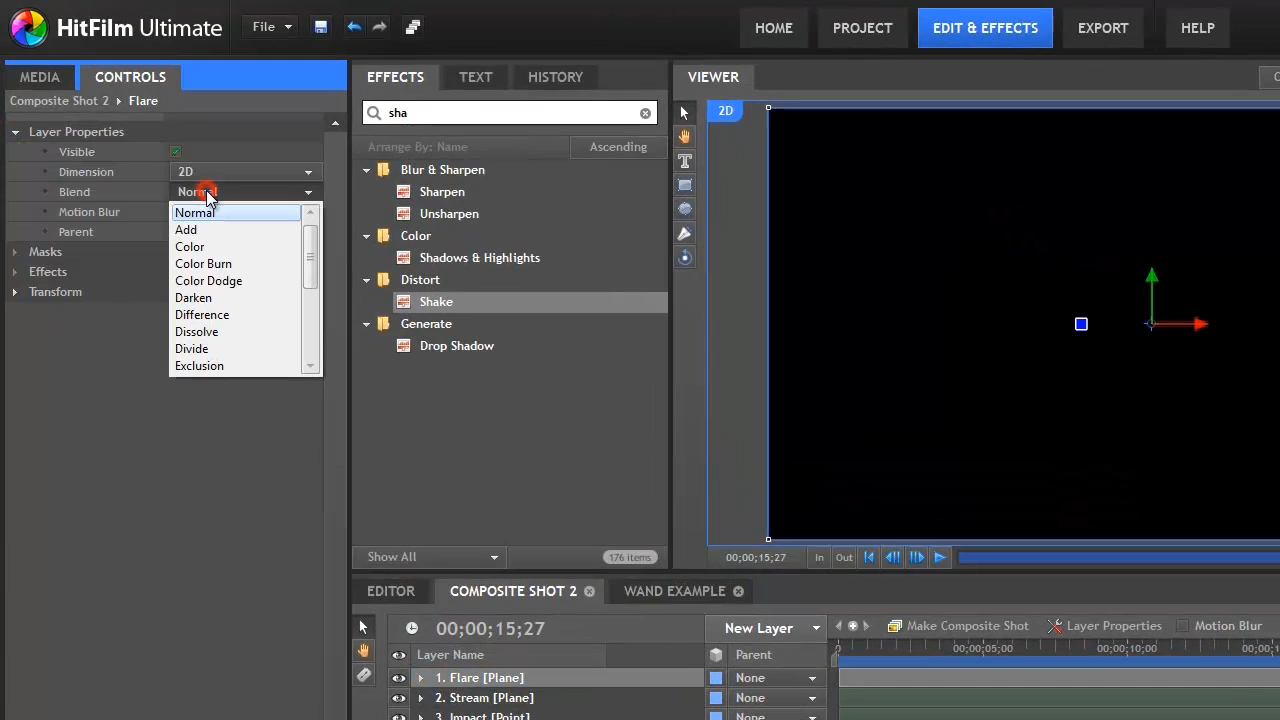 HitFilm Ultimate
File
HOME
PROJECT
EDIT & EFFECTS
EXPORT
HELP
MEDIA
CONTROLS
Composite Shot 2 Flare
Layer Properties
Visible
Dimension 2D
Blend Normal
Motion Blur
Parent
Masks
Effects
Transform
Normal
Add
Color
Color Burn
Color Dodge
Darken
Difference
Dissolve
Divide
Exclusion
EFFECTS
TEXT
HISTORY
sha
Arrange By: Name
Ascending
Blur & Sharpen
Sharpen
Unsharpen
Color
Shadows & Highlights
Distort
Shake
Generate
Drop Shadow
Show All
176 items
VIEWER
2D
00;00;15;27
In
Out
EDITOR
COMPOSITE SHOT 2
WAND EXAMPLE
00;00;15;27
New Layer
Make Composite Shot
Layer Properties
Motion Blur
Layer Name
Parent
0
00;00;05;00
00;00;10;00
1. Flare [Plane]
None
2. Stream [Plane]
None
3. Impact [Point]
None